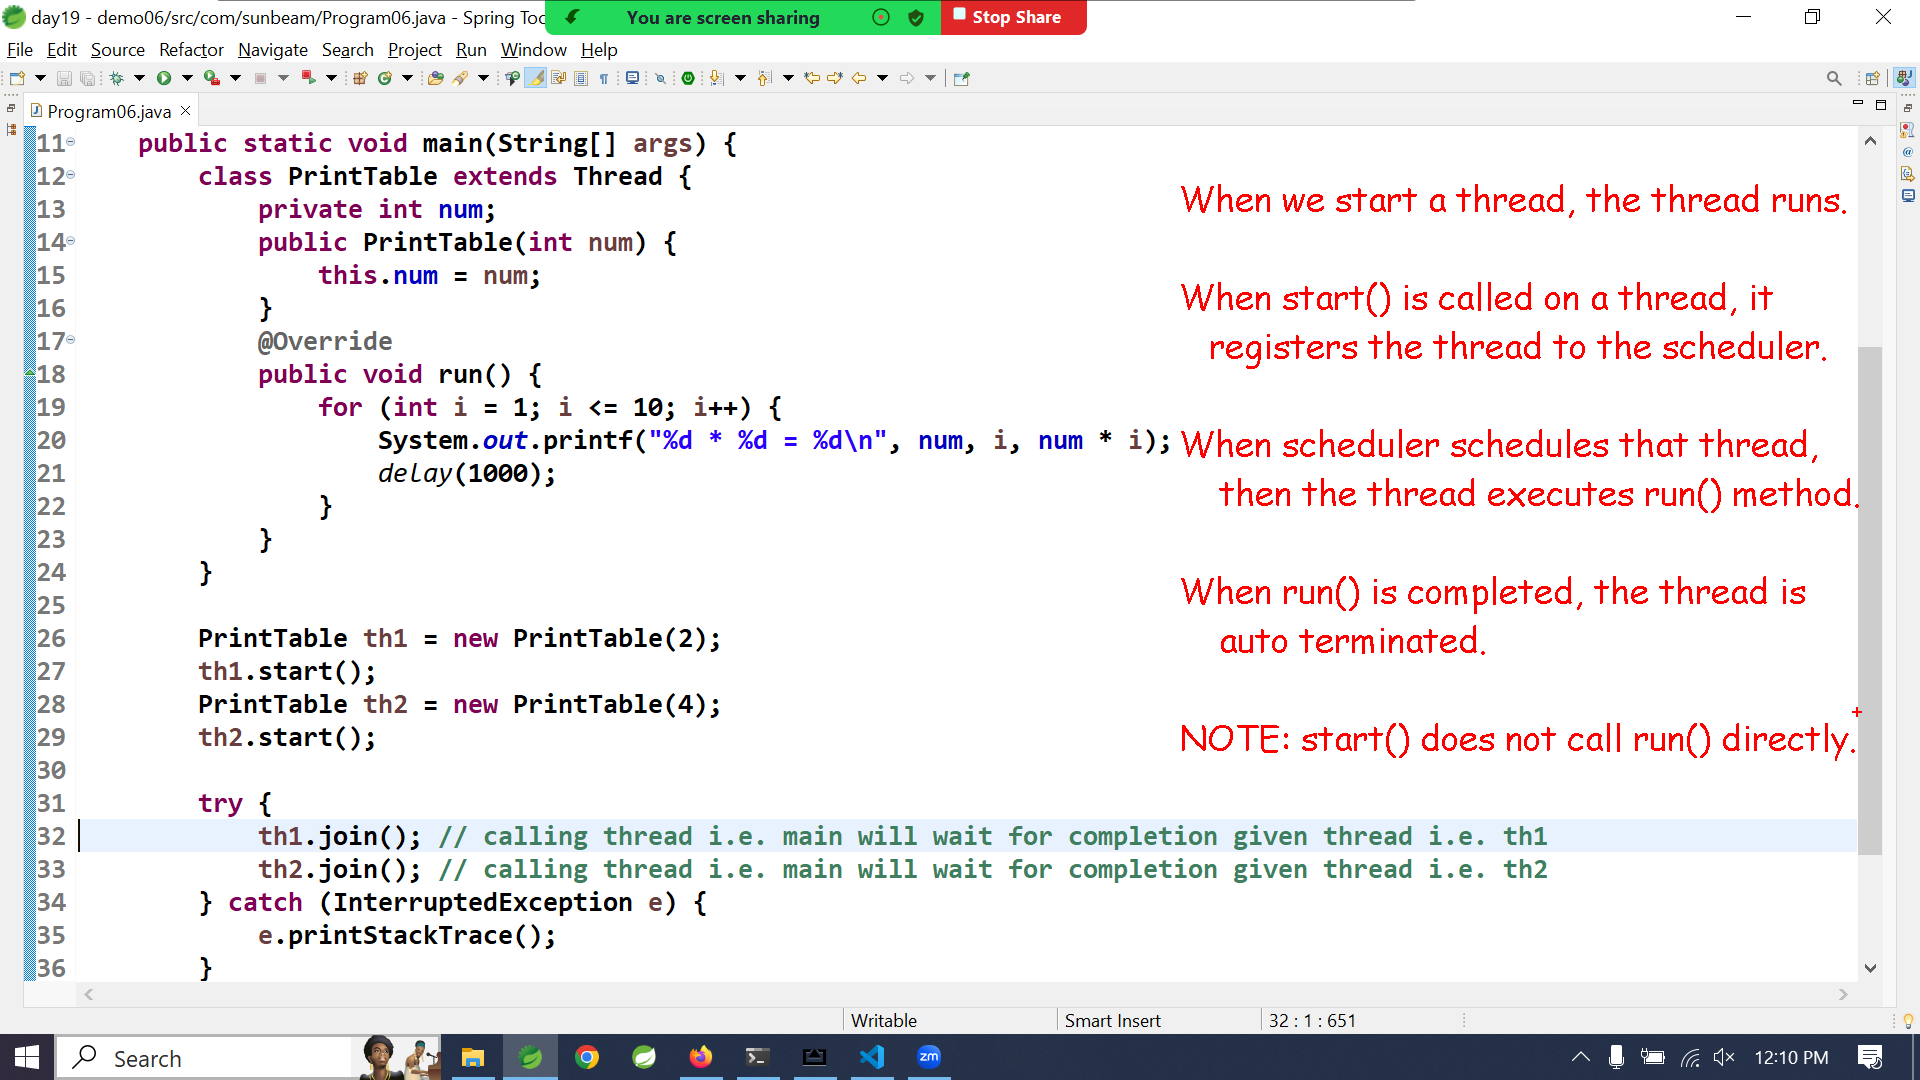 day19 - demo06/src/com/sunbeam/Program06.java - Spring Too
You are screen sharing
Stop Share
File Edit Source Refactor Navigate Search Project Run Window Help
Program06.java
11 public static void main(String[] args) {
12 class PrintTable extends Thread {
13 private int num;
When we start a thread, the thread runs.
14 public PrintTable(int num) {
15 this.num = num;
16 }
When start() is called on a thread, it
17 @Override
registers the thread to the scheduler.
18 public void run() {
19 for (int i = 1; i <= 10; i++) {
20 System.out.printf("%d * %d = %d\n", num, i, num * i);
When scheduler schedules that thread,
21 delay(1000);
then the thread executes run() method.
22 }
23 }
24 }
25
When run() is completed, the thread is
26 PrintTable th1 = new PrintTable(2);
auto terminated.
27 th1.start();
28 PrintTable th2 = new PrintTable(4);
29 th2.start();
NOTE: start() does not call run() directly.
30
31 try {
32 th1.join(); // calling thread i.e. main will wait for completion given thread i.e. th1
33 th2.join(); // calling thread i.e. main will wait for completion given thread i.e. th2
34 } catch (InterruptedException e) {
35 e.printStackTrace();
36 }
Writable Smart Insert 32 : 1 : 651
Search zm 12:10 PM